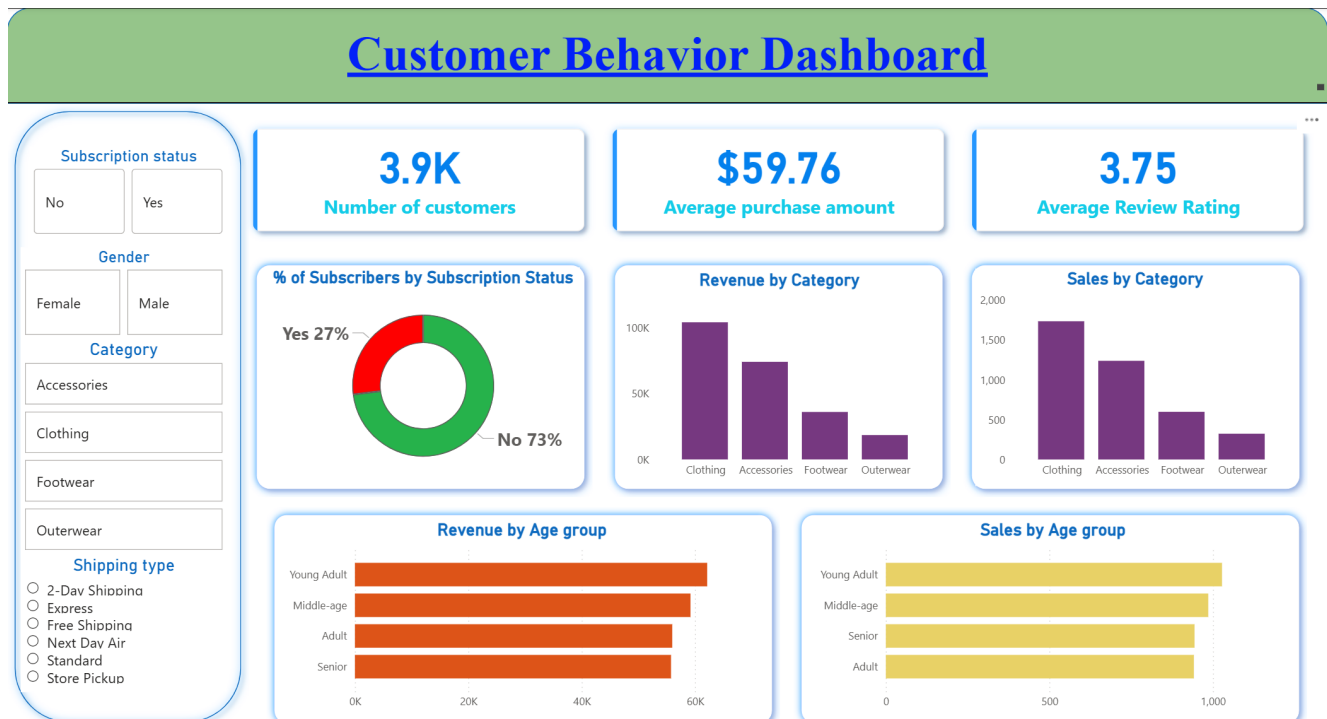 Customer Behavior Dashboard
Subscription status
No
Yes
Gender
Female
Male
Category
Accessories
Clothing
Footwear
Outerwear
Shipping type
2-Day Shipping
Express
Free Shipping
Next Day Air
Standard
Store Pickup
3.9K
Number of customers
$59.76
Average purchase amount
3.75
Average Review Rating
% of Subscribers by Subscription Status
Yes 27%
No 73%
Revenue by Category
100K
50K
0K
Clothing Accessories Footwear Outerwear
Sales by Category
2,000
1,500
1,000
500
0
Clothing Accessories Footwear Outerwear
Revenue by Age group
Young Adult
Middle-age
Adult
Senior
0K 20K 40K 60K
Sales by Age group
Young Adult
Middle-age
Senior
Adult
0 500 1,000